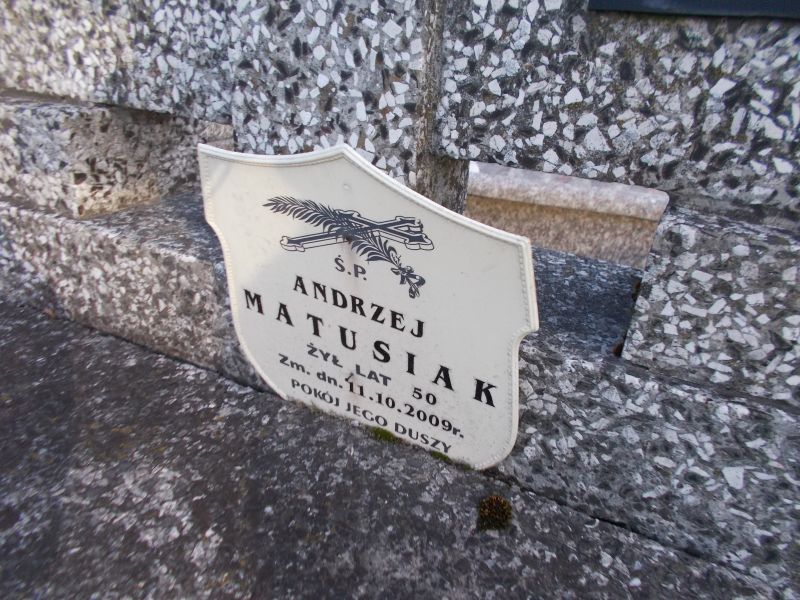 Ś.P.
ANDRZEJ
MATUSIAK
ŻYŁ LAT 50
Zm. dn. 11.10.2009r.
POKÓJ JEGO DUSZY